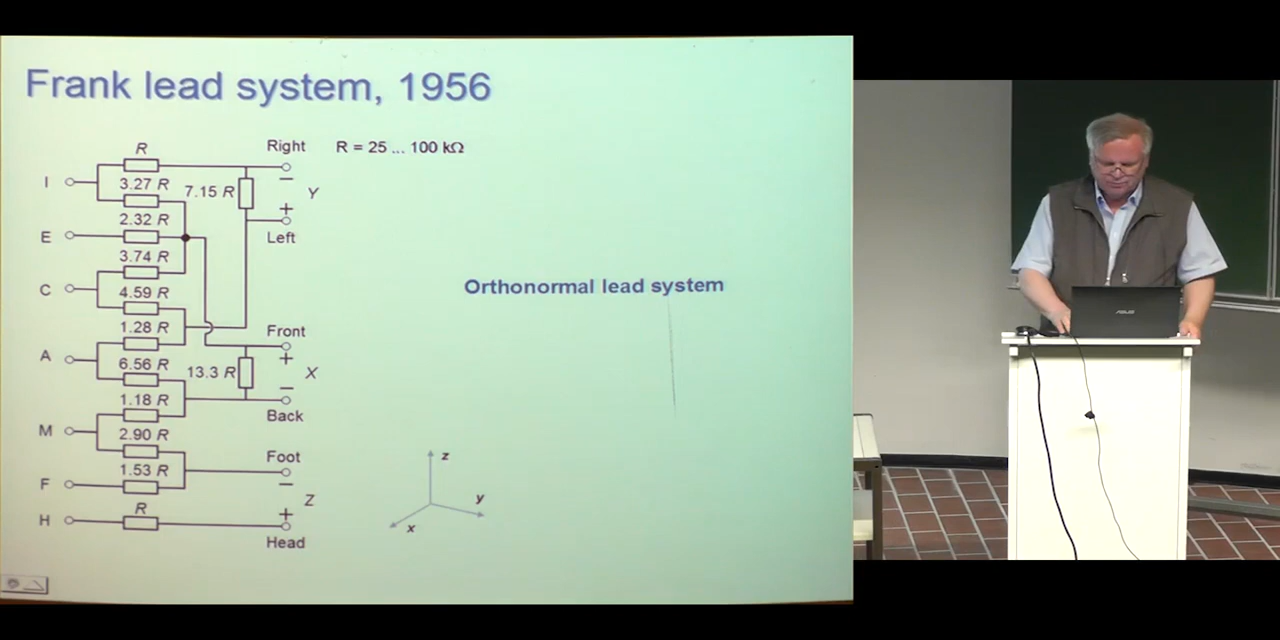 Frank lead system, 1956
Right R = 25 ... 100 kΩ
R
I
3.27 R 7.15 R − Y
2.32 R +
E Left
3.74 R
C
4.59 R
1.28 R Front
A +
6.56 R 13.3 R X
1.18 R −
Back
M
2.90 R
Foot
1.53 R −
F Z
R +
H
Head
Orthonormal lead system
z
y
x
ASUS